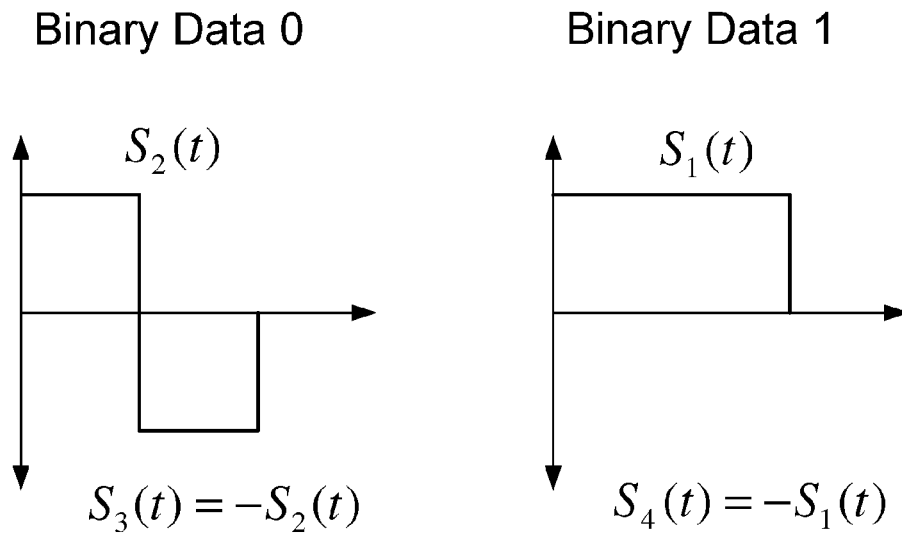 Binary Data 0
Binary Data 1
S₂(t)
S₁(t)
S₃(t) = −S₂(t)
S₄(t) = −S₁(t)